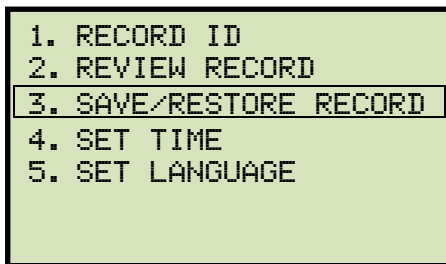 1. RECORD ID
2. REVIEW RECORD
3. SAVE/RESTORE RECORD
4. SET TIME
5. SET LANGUAGE